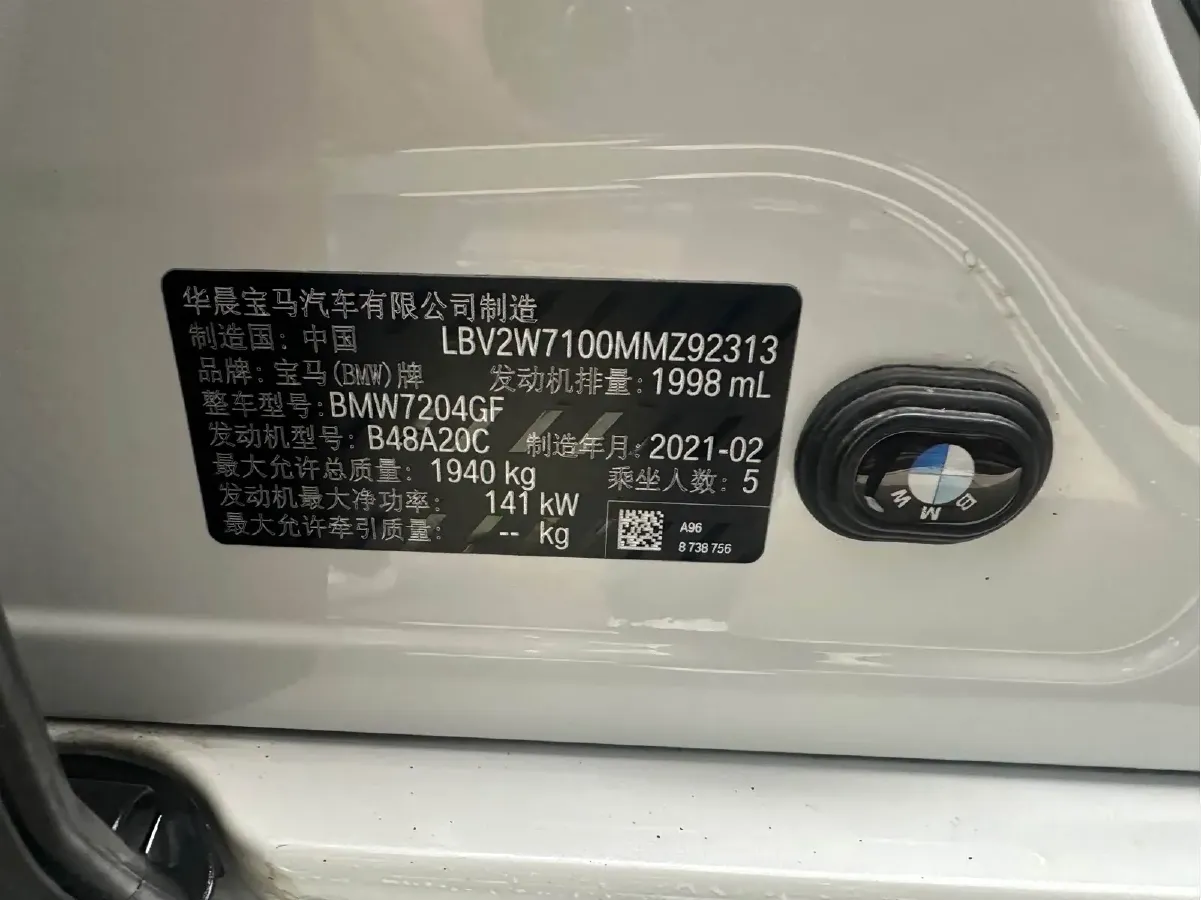 华晨宝马汽车有限公司制造
制造国：中国 LBV2W7100MMZ92313
品牌：宝马(BMW)牌 发动机排量：1998 mL
整车型号：BMW7204GF
发动机型号：B48A20C 制造年月：2021-02
最大允许总质量：1940 kg 乘坐人数：5
发动机最大净功率：141 kW
最大允许牵引质量：-- kg
A96
8 738 756
BMW